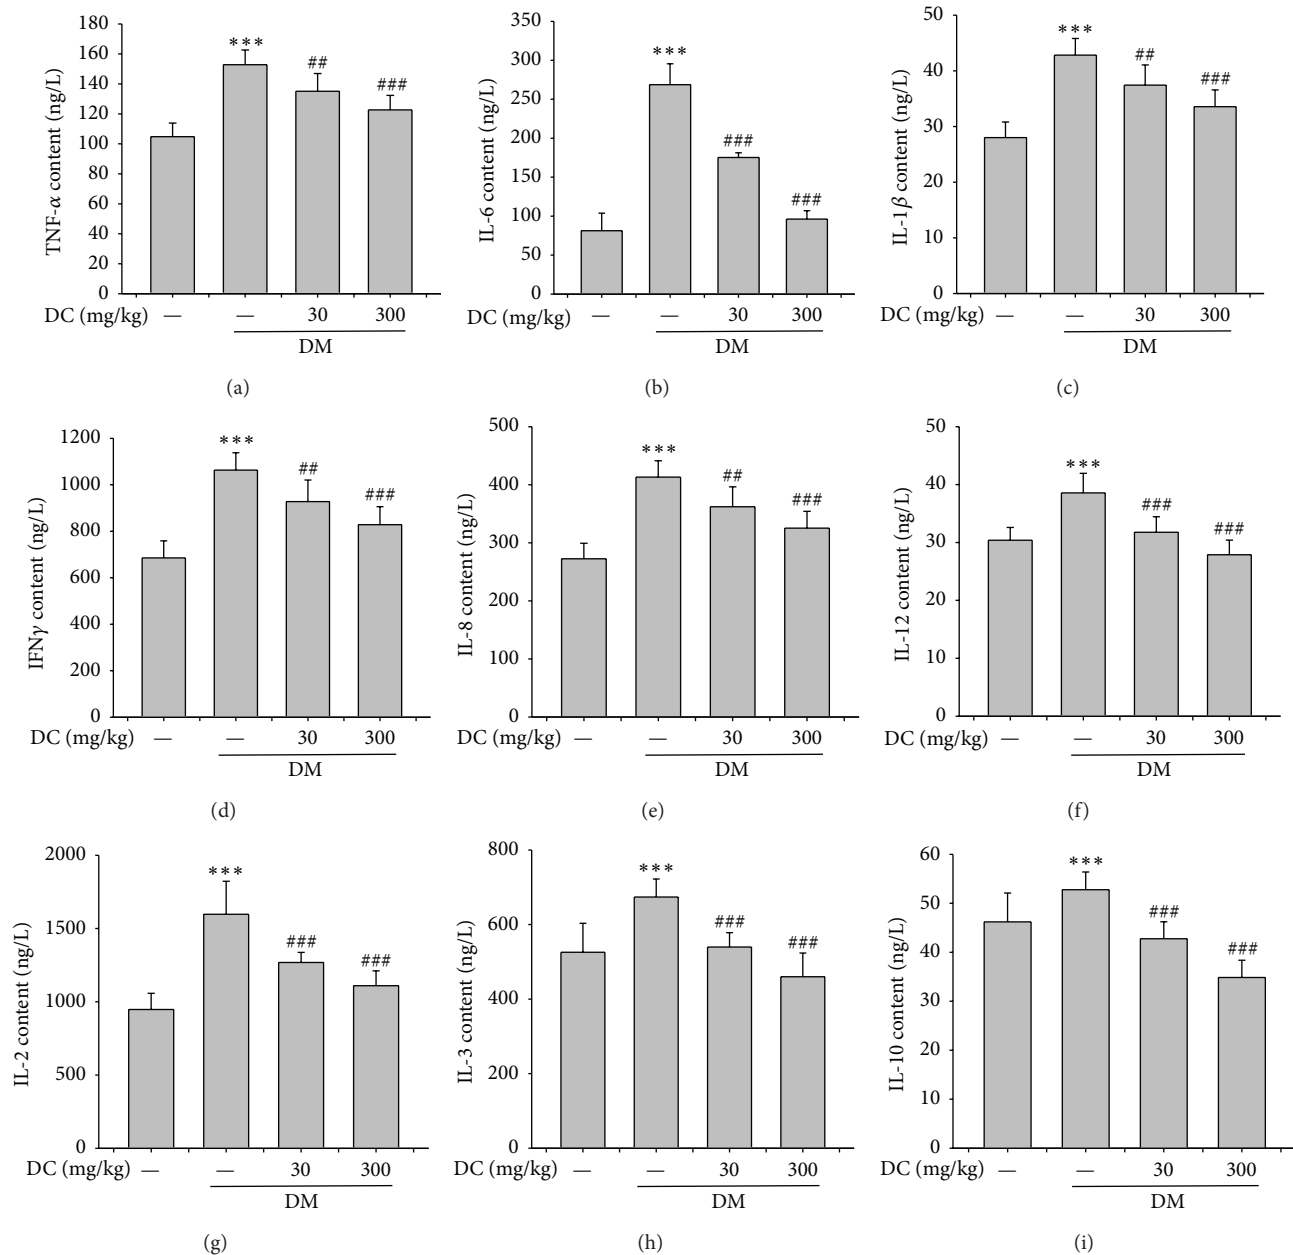 180
160
140
120
100
80
60
40
20
0
TNF-α content (ng/L)
***
##
###
DC (mg/kg) — — 30 300
DM
(a)
350
300
250
200
150
100
50
0
IL-6 content (ng/L)
***
###
###
DC (mg/kg) — — 30 300
DM
(b)
50
40
30
20
10
0
IL-1β content (ng/L)
***
##
###
DC (mg/kg) — — 30 300
DM
(c)
1200
1000
800
600
400
200
0
IFNγ content (ng/L)
***
##
###
DC (mg/kg) — — 30 300
DM
(d)
500
400
300
200
100
0
IL-8 content (ng/L)
***
##
###
DC (mg/kg) — — 30 300
DM
(e)
50
40
30
20
10
0
IL-12 content (ng/L)
***
###
###
DC (mg/kg) — — 30 300
DM
(f)
2000
1500
1000
500
0
IL-2 content (ng/L)
***
###
###
DC (mg/kg) — — 30 300
DM
(g)
800
600
400
200
0
IL-3 content (ng/L)
***
###
###
DC (mg/kg) — — 30 300
DM
(h)
60
50
40
30
20
10
0
IL-10 content (ng/L)
***
###
###
DC (mg/kg) — — 30 300
DM
(i)